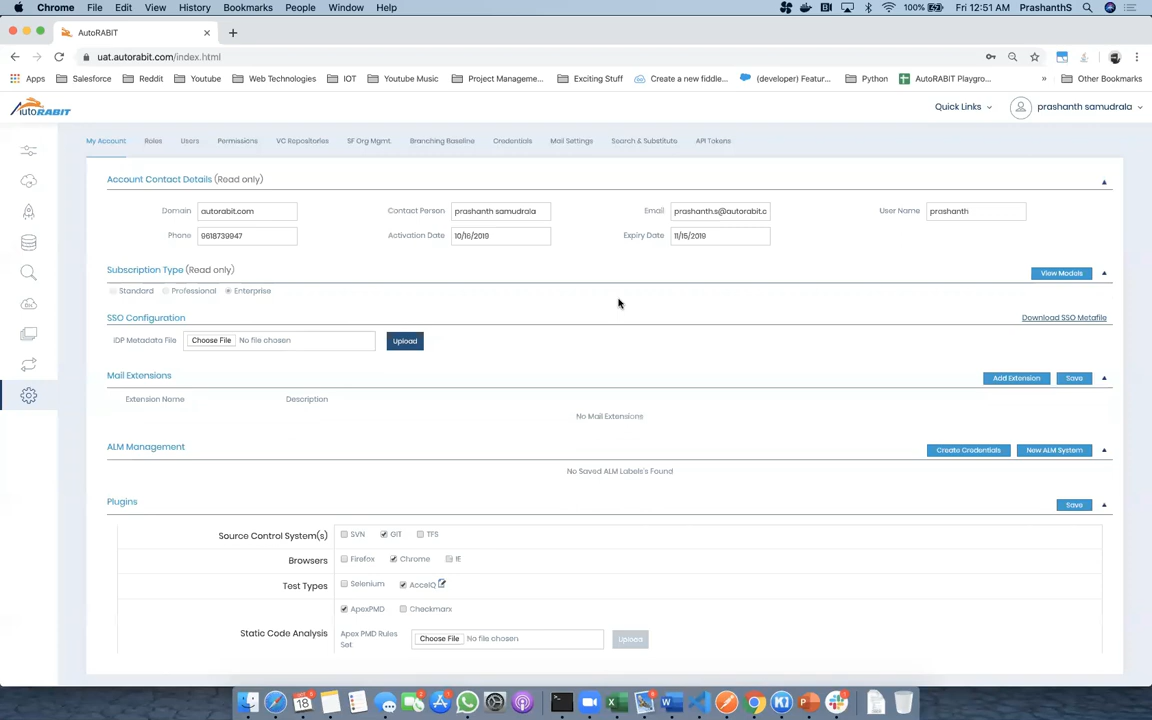 Chrome File Edit View History Bookmarks People Window Help 100% Fri 12:51 AM PrashanthS
AutoRABIT
uat.autorabit.com/index.html
Apps Salesforce Reddit Youtube Web Technologies IOT Youtube Music Project Manageme... Exciting Stuff Create a new fiddle... (developer) Featur... Python AutoRABIT Playgro... » Other Bookmarks
AutoRABIT Quick Links prashanth samudrala
My Account Roles Users Permissions VC Repositories SF Org Mgmt. Branching Baseline Credentials Mail Settings Search & Substitute API Tokens
Account Contact Details (Read only)
Domain autorabit.com Contact Person prashanth samudrala Email prashanth.s@autorabit.c User Name prashanth
Phone 9618739947 Activation Date 10/16/2019 Expiry Date 11/15/2019
Subscription Type (Read only) View Models
Standard Professional Enterprise
SSO Configuration Download SSO Metafile
IDP Metadata File Choose File No file chosen Upload
Mail Extensions Add Extension Save
Extension Name Description
No Mail Extensions
ALM Management Create Credentials New ALM System
No Saved ALM Labels's Found
Plugins Save
Source Control System(s) SVN GIT TFS
Browsers Firefox Chrome IE
Test Types Selenium AccelQ
ApexPMD Checkmarx
Static Code Analysis Apex PMD Rules Set Choose File No file chosen Upload